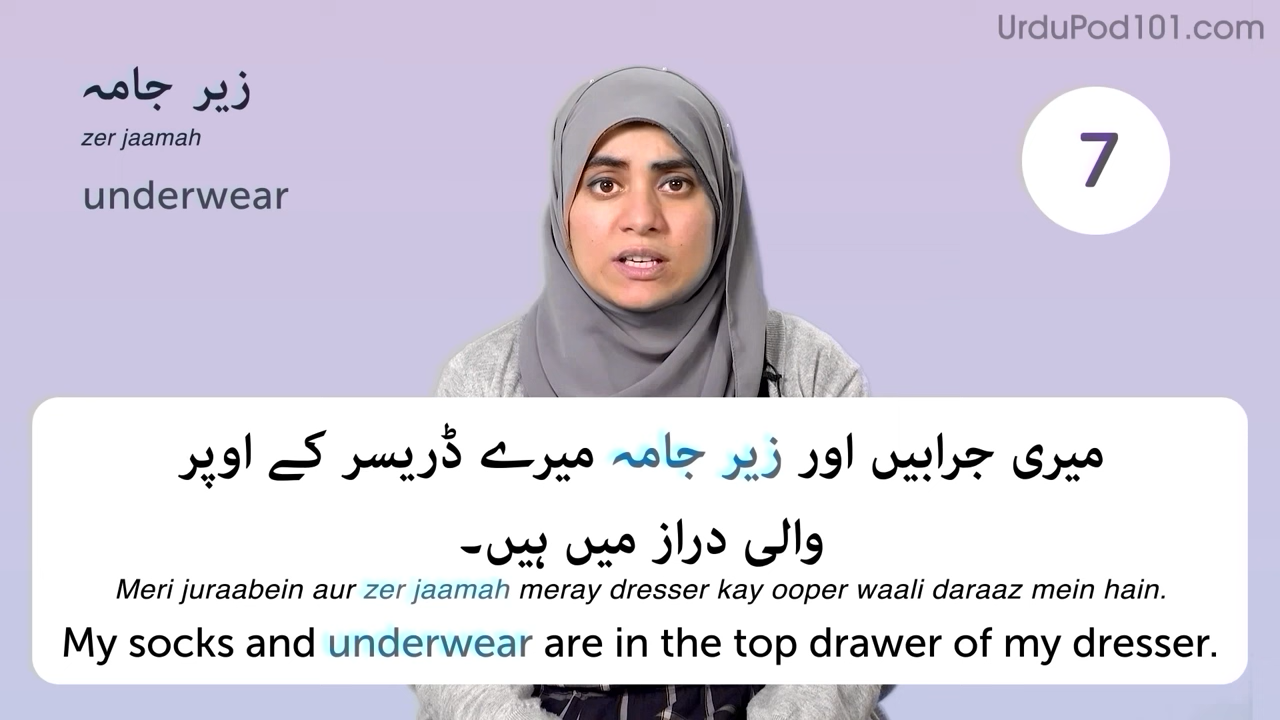 UrduPod101.com
زیر جامہ
zer jaamah
underwear
7
میری جرابیں اور زیر جامہ میرے ڈریسر کے اوپر
والی دراز میں ہیں۔
Meri juraabein aur zer jaamah meray dresser kay ooper waali daraaz mein hain.
My socks and underwear are in the top drawer of my dresser.